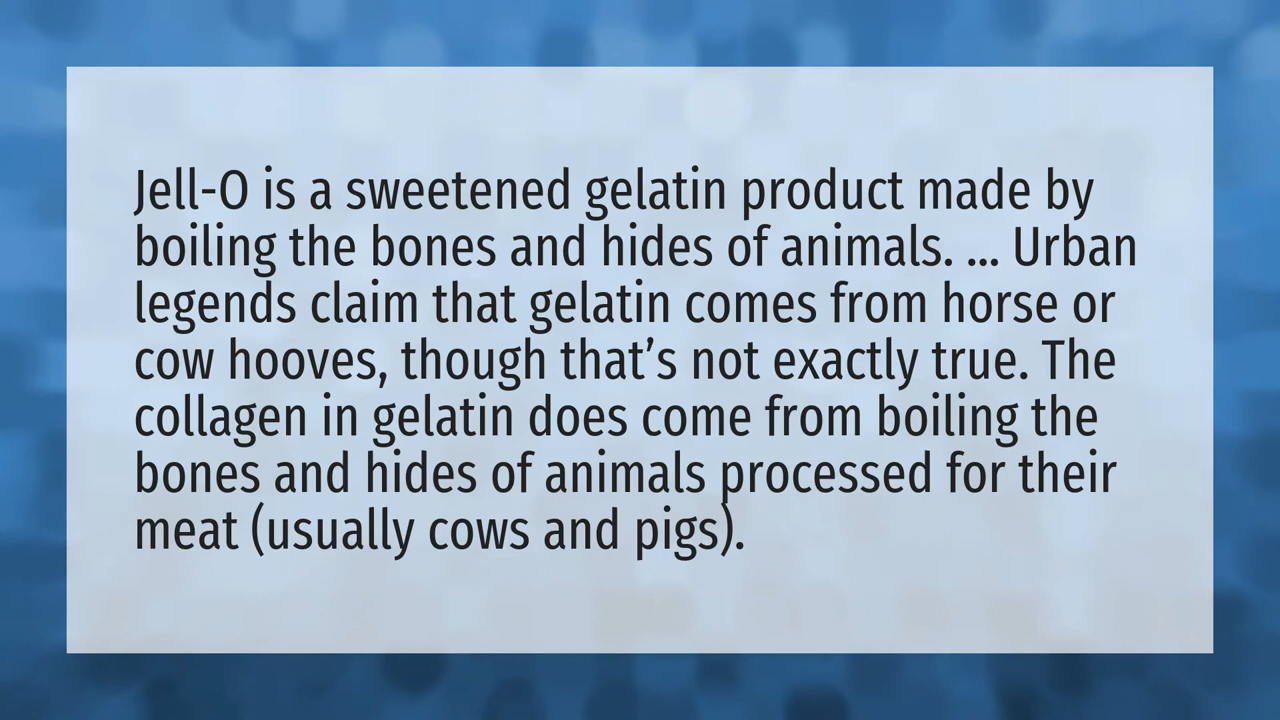 Jell-O is a sweetened gelatin product made by
boiling the bones and hides of animals. ... Urban
legends claim that gelatin comes from horse or
cow hooves, though that’s not exactly true. The
collagen in gelatin does come from boiling the
bones and hides of animals processed for their
meat (usually cows and pigs).